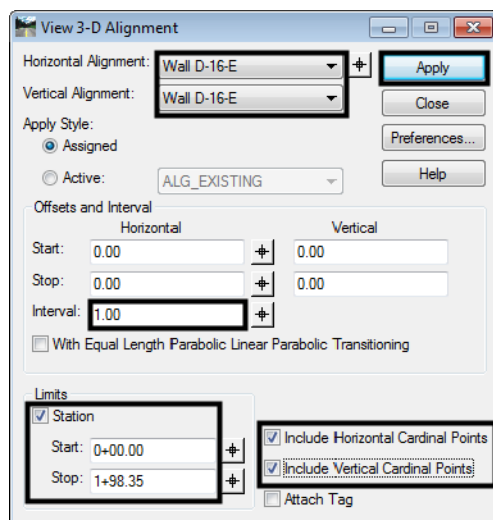 View 3-D Alignment
Horizontal Alignment: Wall D-16-E Apply
Vertical Alignment: Wall D-16-E Close
Apply Style: Preferences...
Assigned
Active: ALG_EXISTING Help
Offsets and Interval
Horizontal Vertical
Start: 0.00 0.00
Stop: 0.00 0.00
Interval: 1.00
With Equal Length Parabolic Linear Parabolic Transitioning
Limits
Station
Start: 0+00.00
Stop: 1+98.35
Include Horizontal Cardinal Points
Include Vertical Cardinal Points
Attach Tag